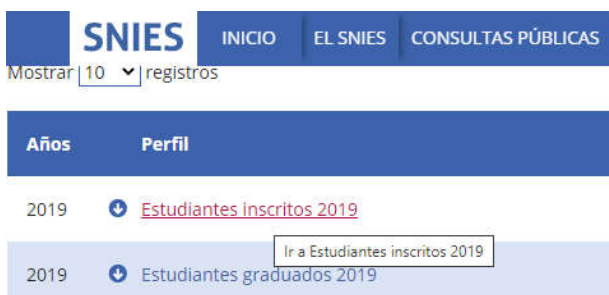 SNIES INICIO EL SNIES CONSULTAS PÚBLICAS
Mostrar 10 registros
Años Perfil
2019 Estudiantes inscritos 2019
Ir a Estudiantes inscritos 2019
2019 Estudiantes graduados 2019